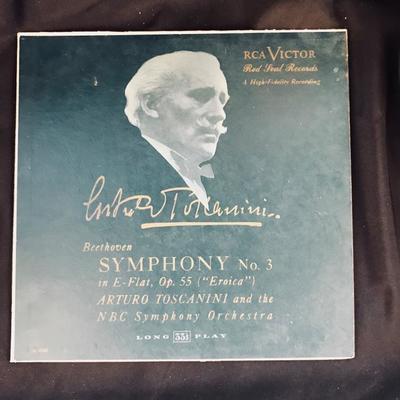 RCA VICTOR
Red Seal Records
A High-Fidelity Recording
Arturo Toscanini
Beethoven
SYMPHONY No. 3
in E-Flat, Op. 55 ("Eroica")
ARTURO TOSCANINI and the
NBC Symphony Orchestra
LONG 33⅓ PLAY